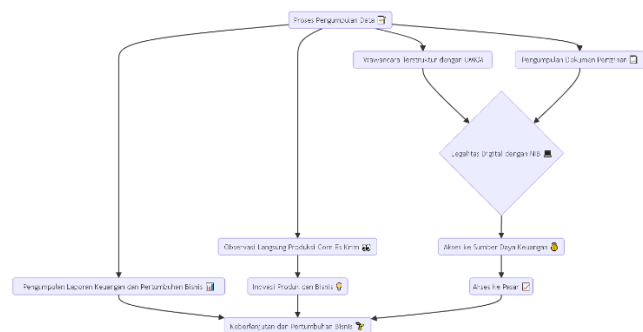 Proses Pengumpulan Data 📝
Wawancara Terstruktur dengan UMKM
Pengumpulan Dokumen Perizinan 📋
Legalitas Digital dengan NIB 💻
Observasi Langsung Produksi Cone Es Krim 👀
Akses ke Sumber Daya Keuangan 💰
Pengumpulan Laporan Keuangan dan Pertumbuhan Bisnis 📊
Inovasi Produk dan Bisnis 💡
Akses ke Pasar 📈
Keberlanjutan dan Pertumbuhan Bisnis 🌱